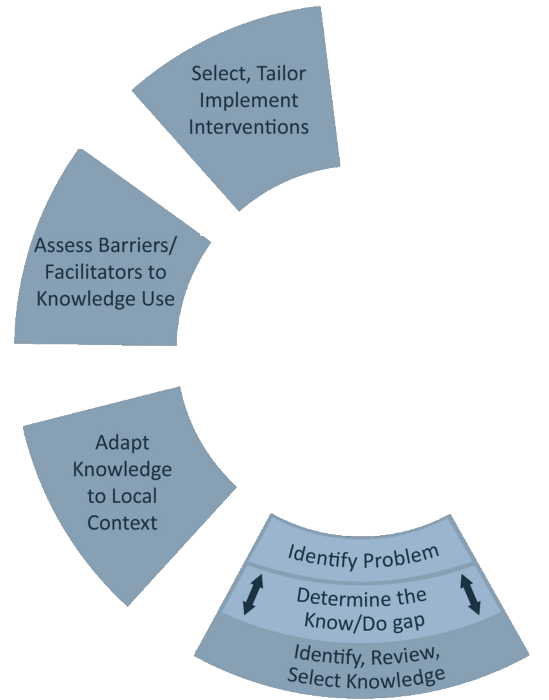 Select, Tailor
Implement
Interventions
Assess Barriers/
Facilitators to
Knowledge Use
Adapt
Knowledge
to Local
Context
Identify Problem
Determine the
Know/Do gap
Identify, Review,
Select Knowledge